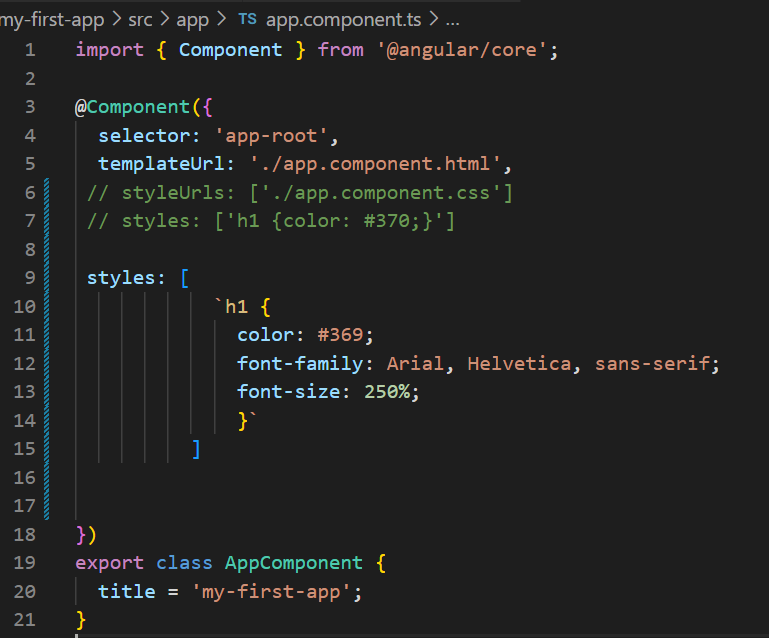 my-first-app > src > app > TS app.component.ts > ...
1 import { Component } from '@angular/core';
2
3 @Component({
4 selector: 'app-root',
5 templateUrl: './app.component.html',
6 // styleUrls: ['./app.component.css']
7 // styles: ['h1 {color: #370;}']
8
9 styles: [
10 `h1 {
11 color: #369;
12 font-family: Arial, Helvetica, sans-serif;
13 font-size: 250%;
14 }`
15 ]
16
17
18 })
19 export class AppComponent {
20 title = 'my-first-app';
21 }